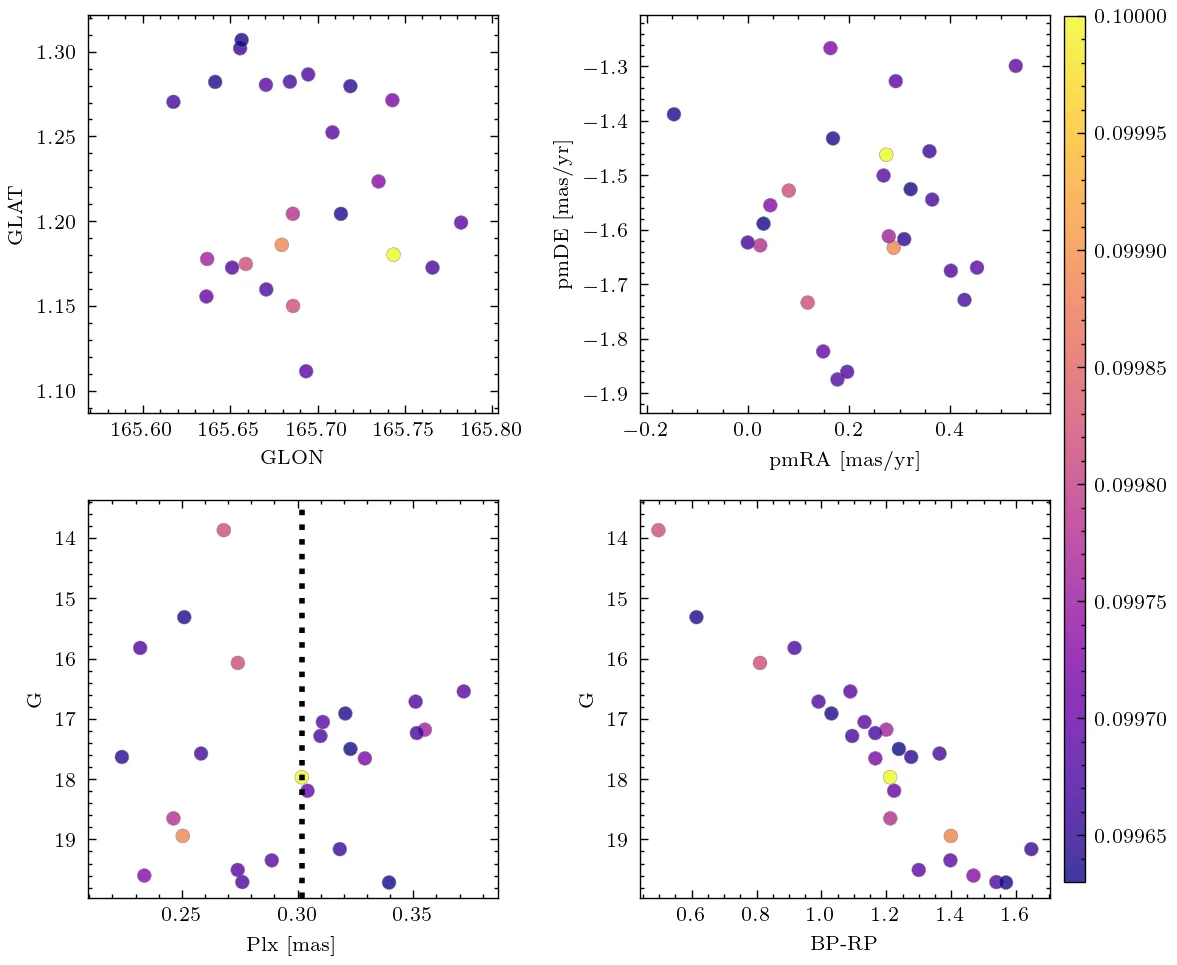 1.30
1.25
1.20
1.15
1.10
GLAT
165.60 165.65 165.70 165.75 165.80
GLON
−1.3
−1.4
−1.5
−1.6
−1.7
−1.8
−1.9
pmDE [mas/yr]
−0.2 0.0 0.2 0.4
pmRA [mas/yr]
0.10000
0.09995
0.09990
0.09985
0.09980
0.09975
0.09970
0.09965
14
15
16
17
18
19
G
0.25 0.30 0.35
Plx [mas]
14
15
16
17
18
19
G
0.6 0.8 1.0 1.2 1.4 1.6
BP-RP